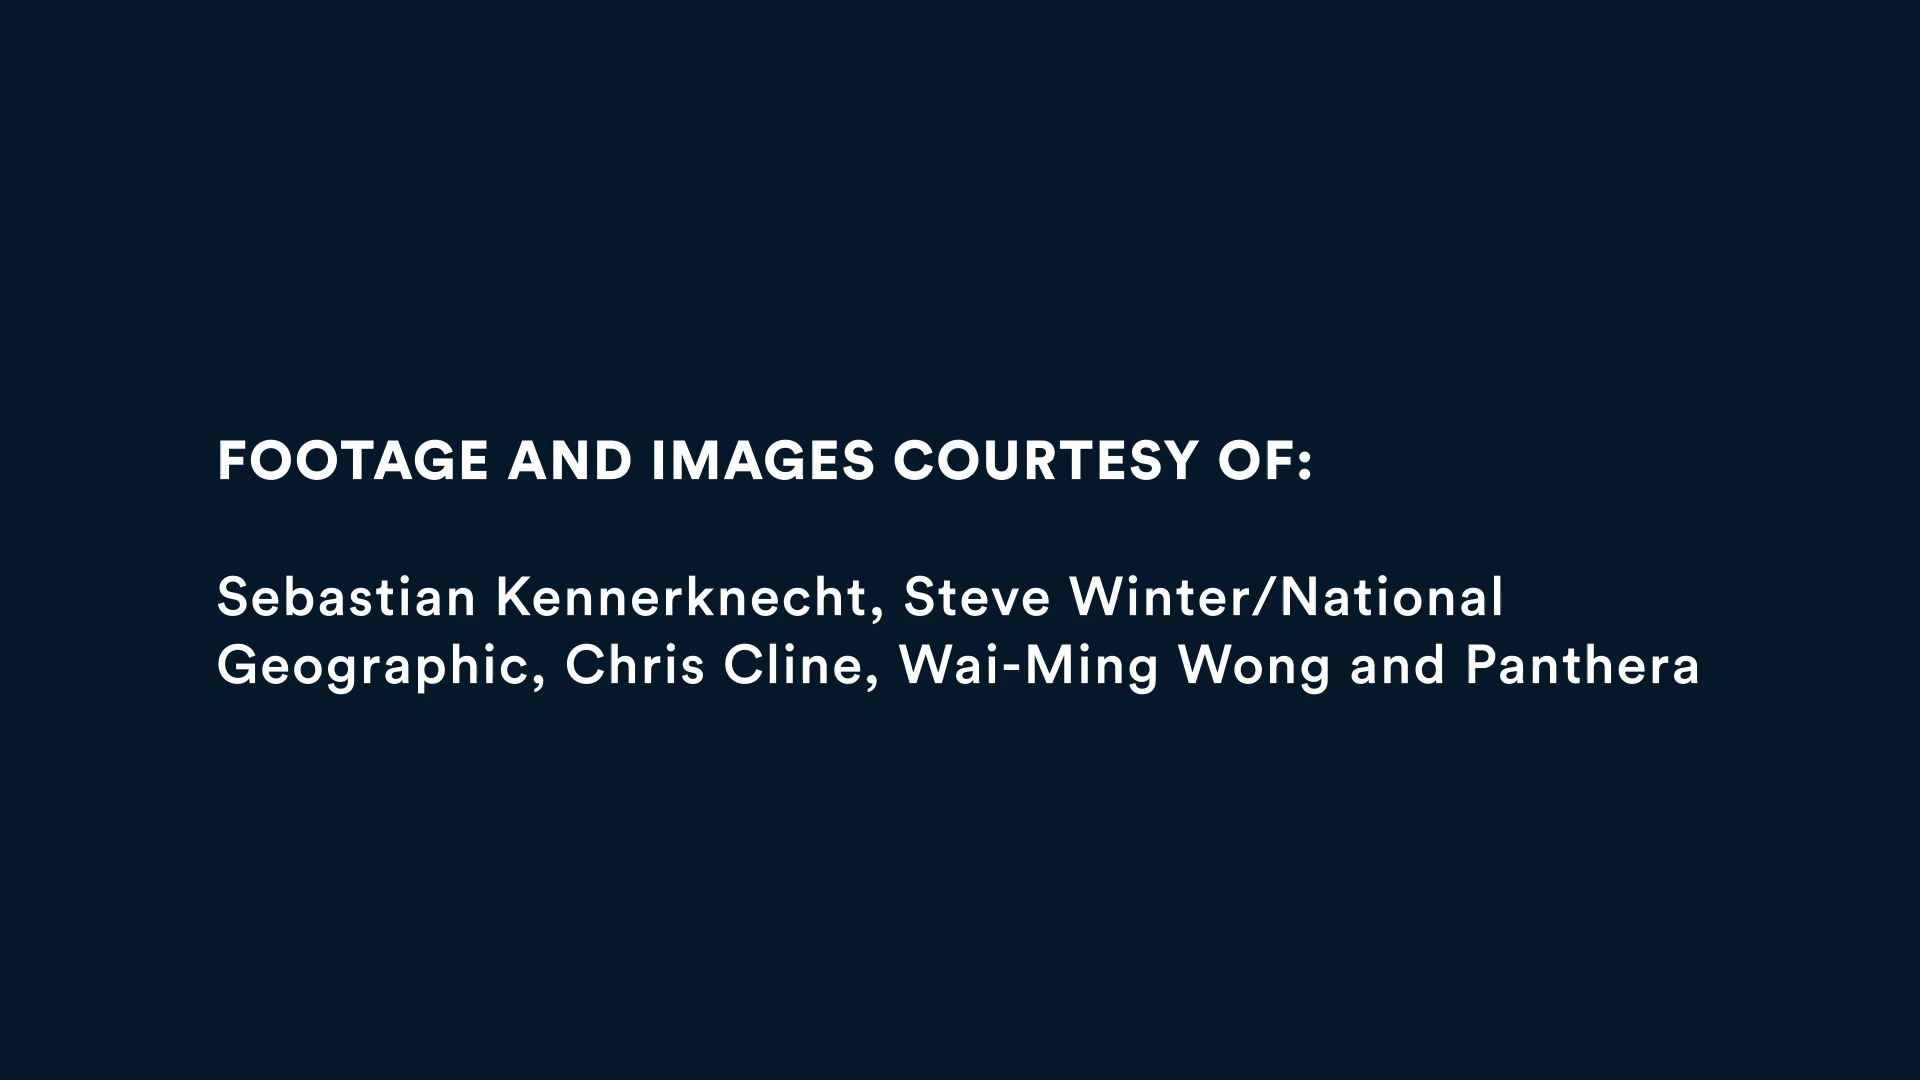 FOOTAGE AND IMAGES COURTESY OF:
Sebastian Kennerknecht, Steve Winter/National
Geographic, Chris Cline, Wai-Ming Wong and Panthera